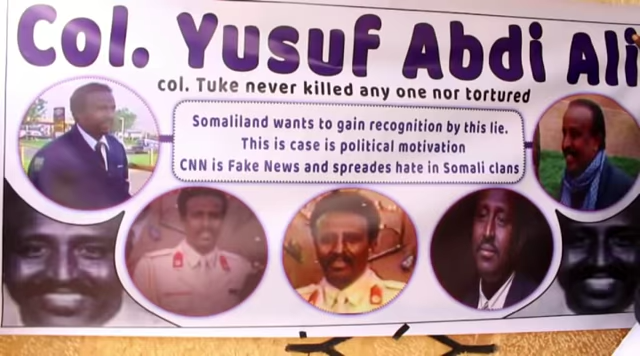 Col. Yusuf Abdi Ali
col. Tuke never killed any one nor tortured
Somaliland wants to gain recognition by this lie.
This is case is political motivation
CNN is Fake News and spreades hate in Somali clans